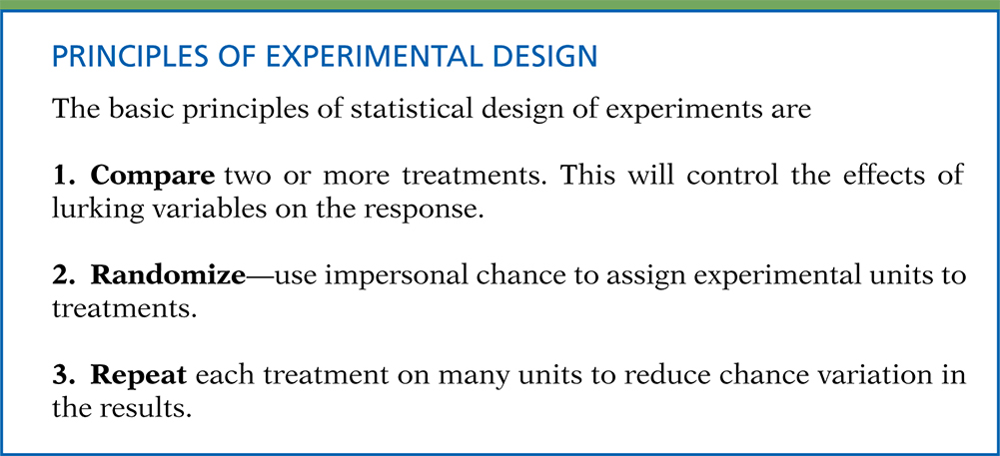 PRINCIPLES OF EXPERIMENTAL DESIGN
The basic principles of statistical design of experiments are
1. Compare two or more treatments. This will control the effects of
lurking variables on the response.
2. Randomize—use impersonal chance to assign experimental units to
treatments.
3. Repeat each treatment on many units to reduce chance variation in
the results.